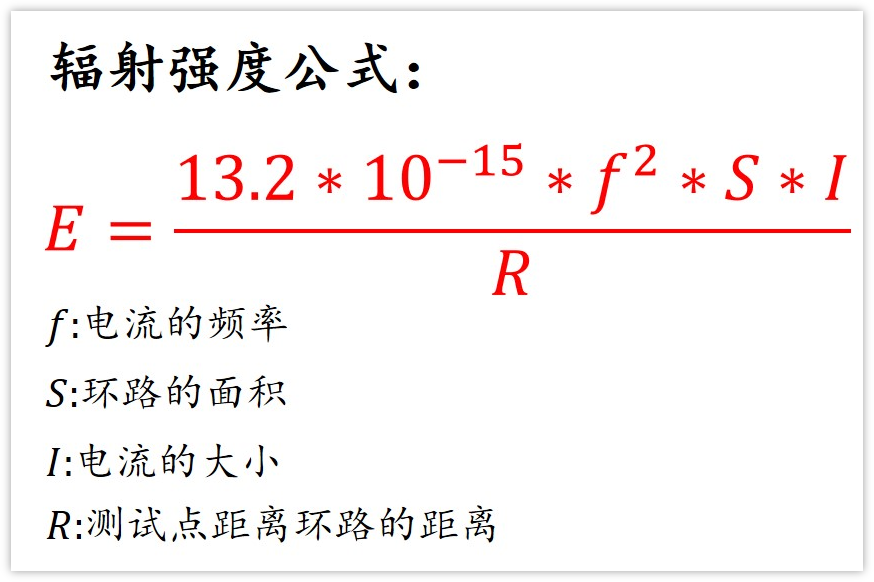 辐射强度公式：
E = \frac{13.2 * 10^{-15} * f^2 * S * I}{R}
f:电流的频率
S:环路的面积
I:电流的大小
R:测试点距离环路的距离